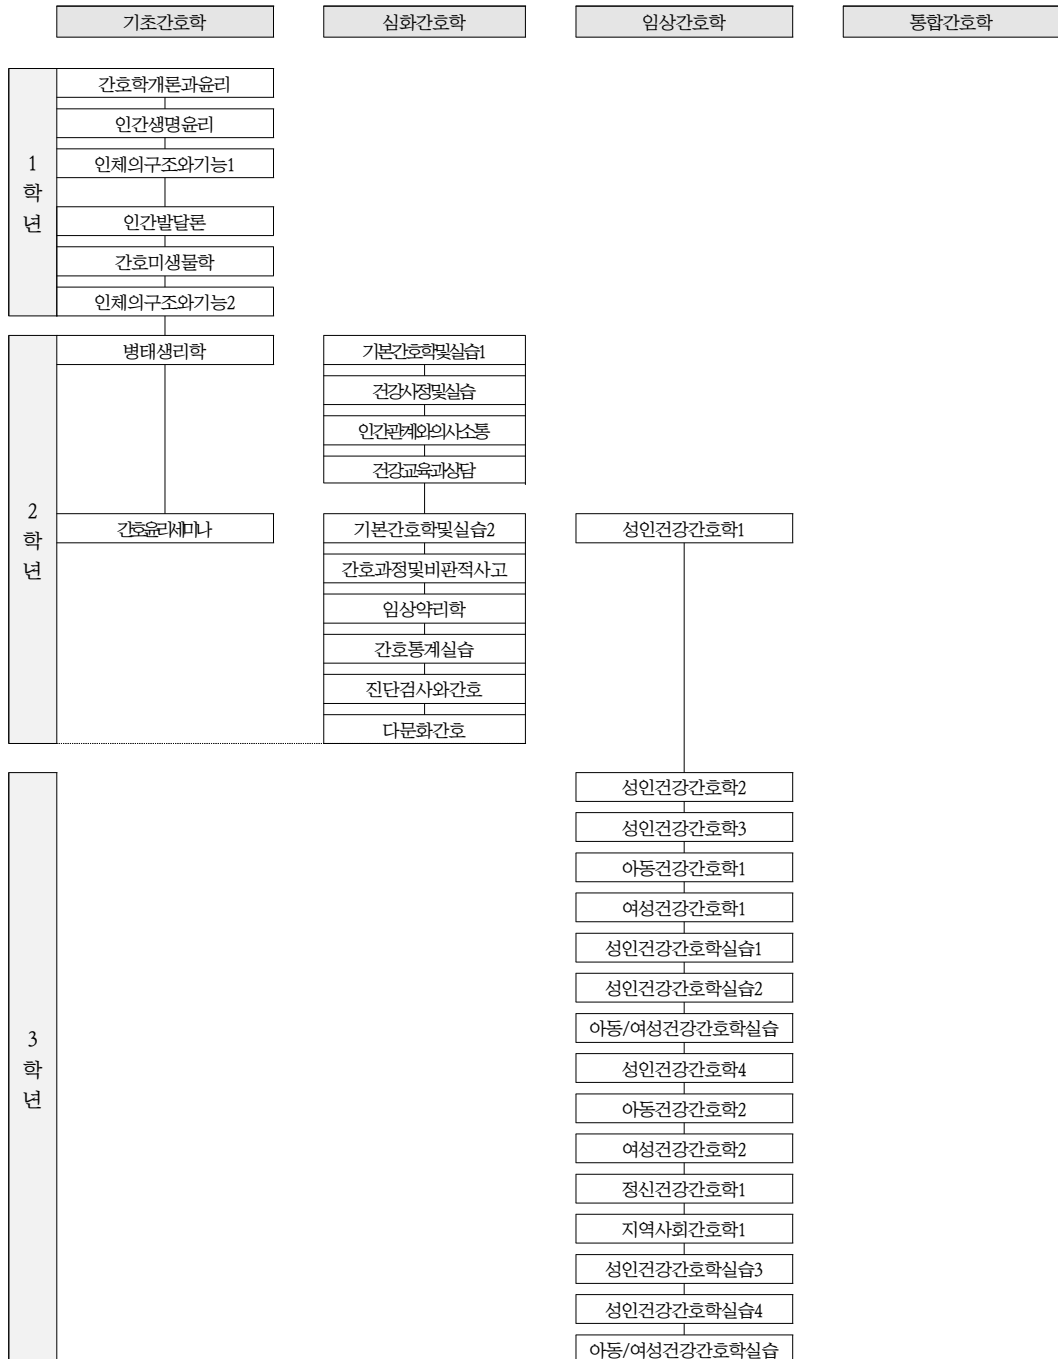 기초간호학
심화간호학
임상간호학
통합간호학
1
학
년
간호학개론과윤리
인간생명윤리
인체의구조와기능1
인간발달론
간호미생물학
인체의구조와기능2
2
학
년
병태생리학
기본간호학및실습1
건강사정및실습
인간관계와의사소통
건강교육과상담
간호윤리세미나
기본간호학및실습2
성인건강간호학1
간호과정및비판적사고
임상약리학
간호통계실습
진단검사와간호
다문화간호
3
학
년
성인건강간호학2
성인건강간호학3
아동건강간호학1
여성건강간호학1
성인건강간호학실습1
성인건강간호학실습2
아동/여성건강간호학실습
성인건강간호학4
아동건강간호학2
여성건강간호학2
정신건강간호학1
지역사회간호학1
성인건강간호학실습3
성인건강간호학실습4
아동/여성건강간호학실습